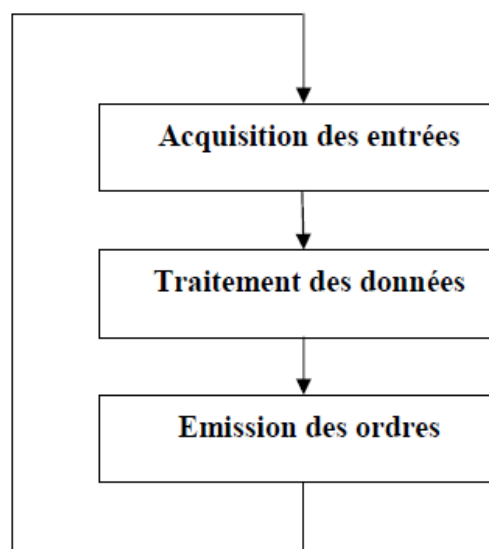 Acquisition des entrées
Traitement des données
Emission des ordres